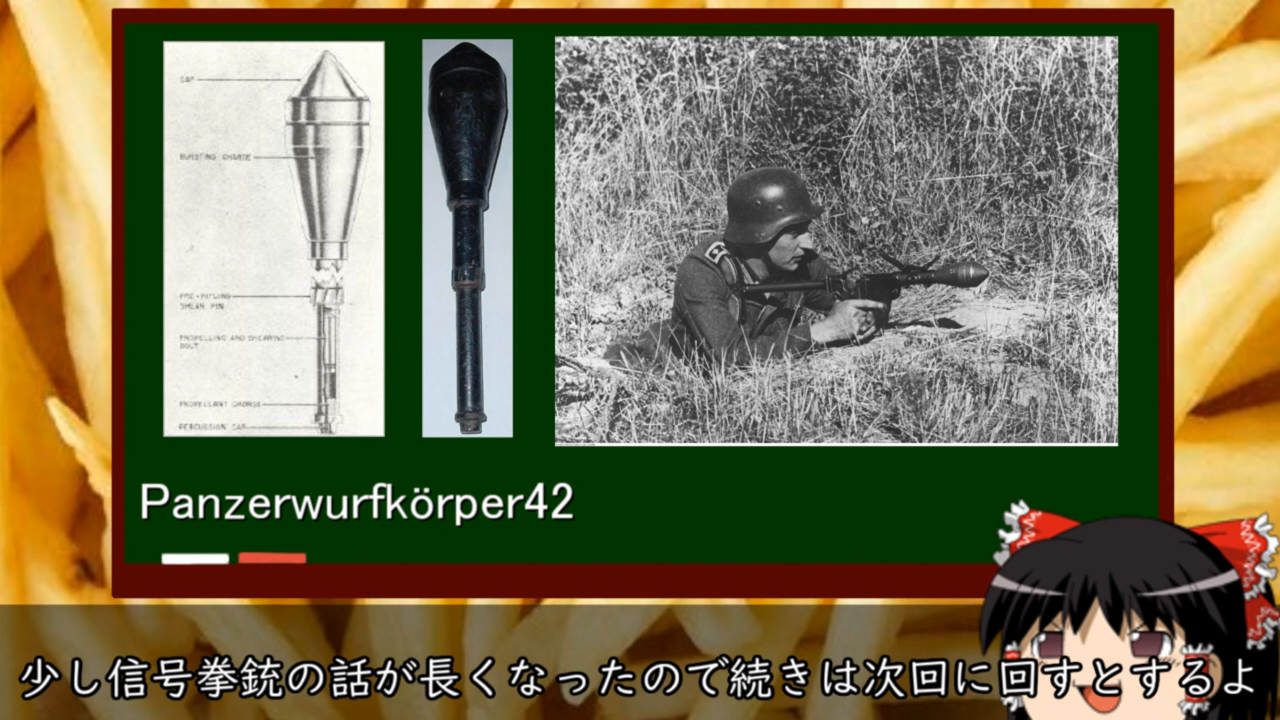 CAP
BURSTING CHARGE
SHEAR PIN
PROPELLING AND SHEARING
BOLT
PROPELLANT CHARGE
PERCUSSION CAP
Panzerwurfkörper42
少し信号拳銃の話が長くなったので続きは次回に回すとするよ